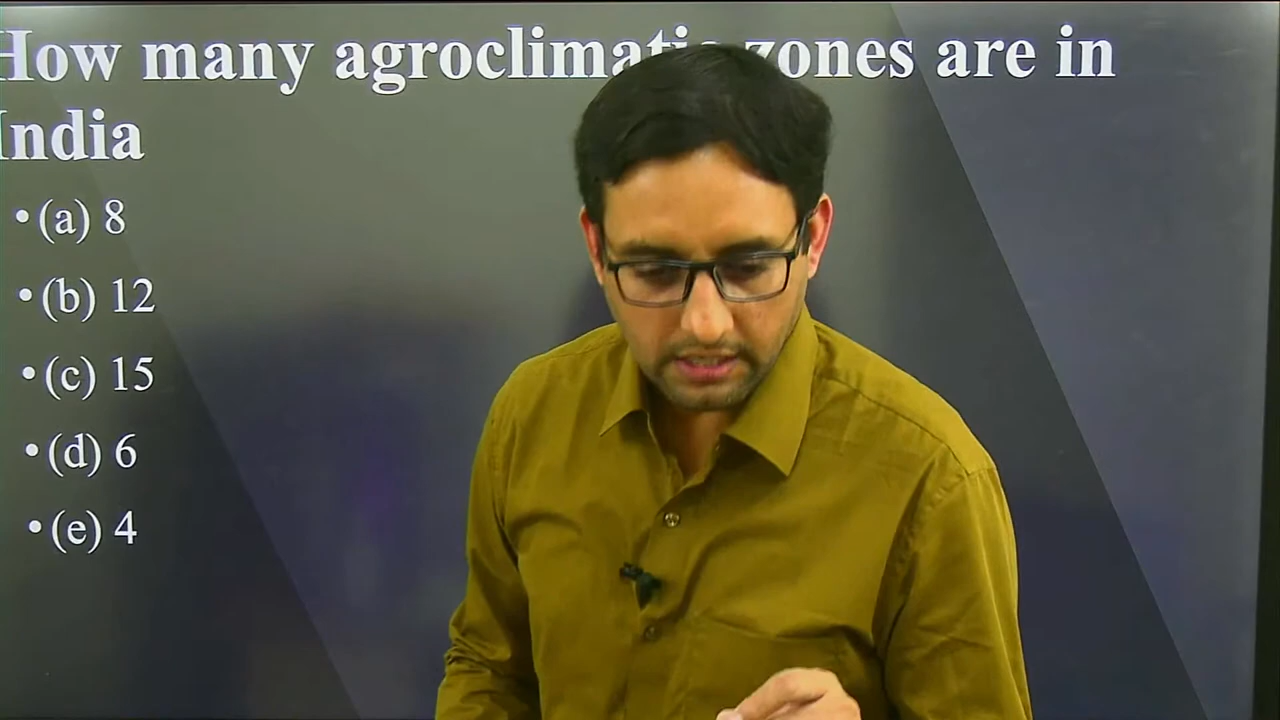 How many agroclimatic zones are in
India
• (a) 8
• (b) 12
• (c) 15
• (d) 6
• (e) 4